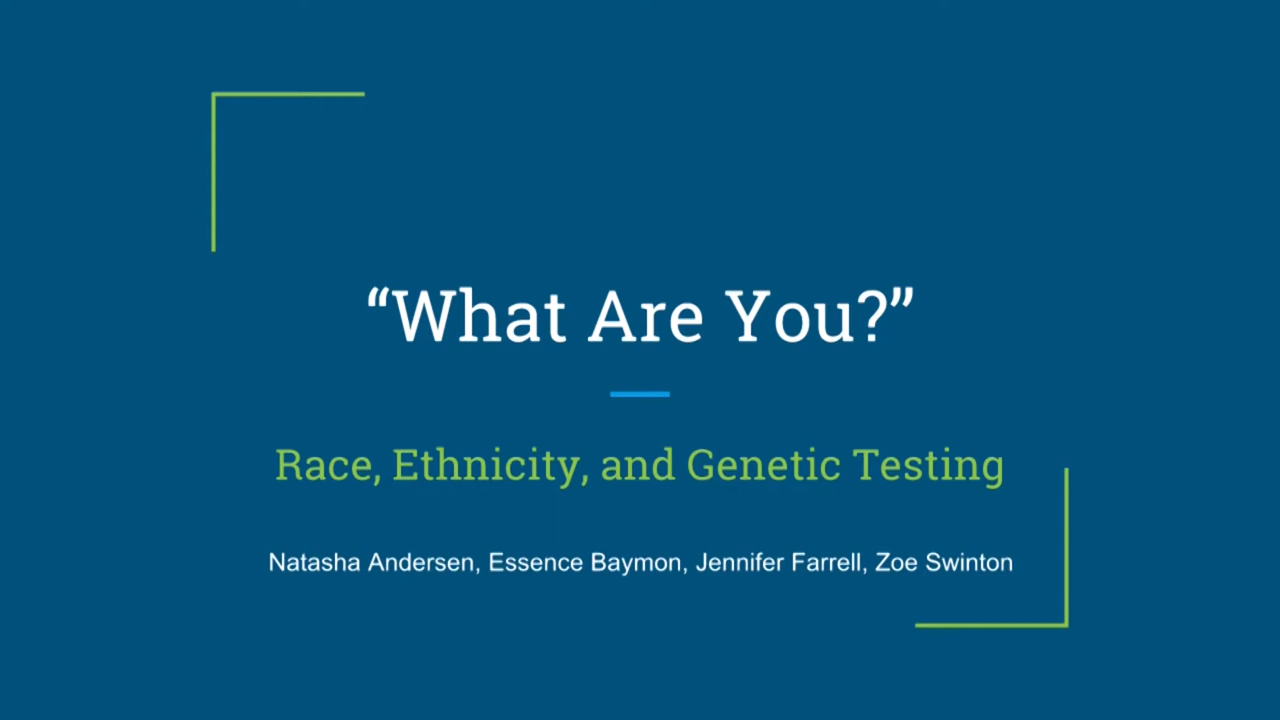 “What Are You?”
Race, Ethnicity, and Genetic Testing
Natasha Andersen, Essence Baymon, Jennifer Farrell, Zoe Swinton